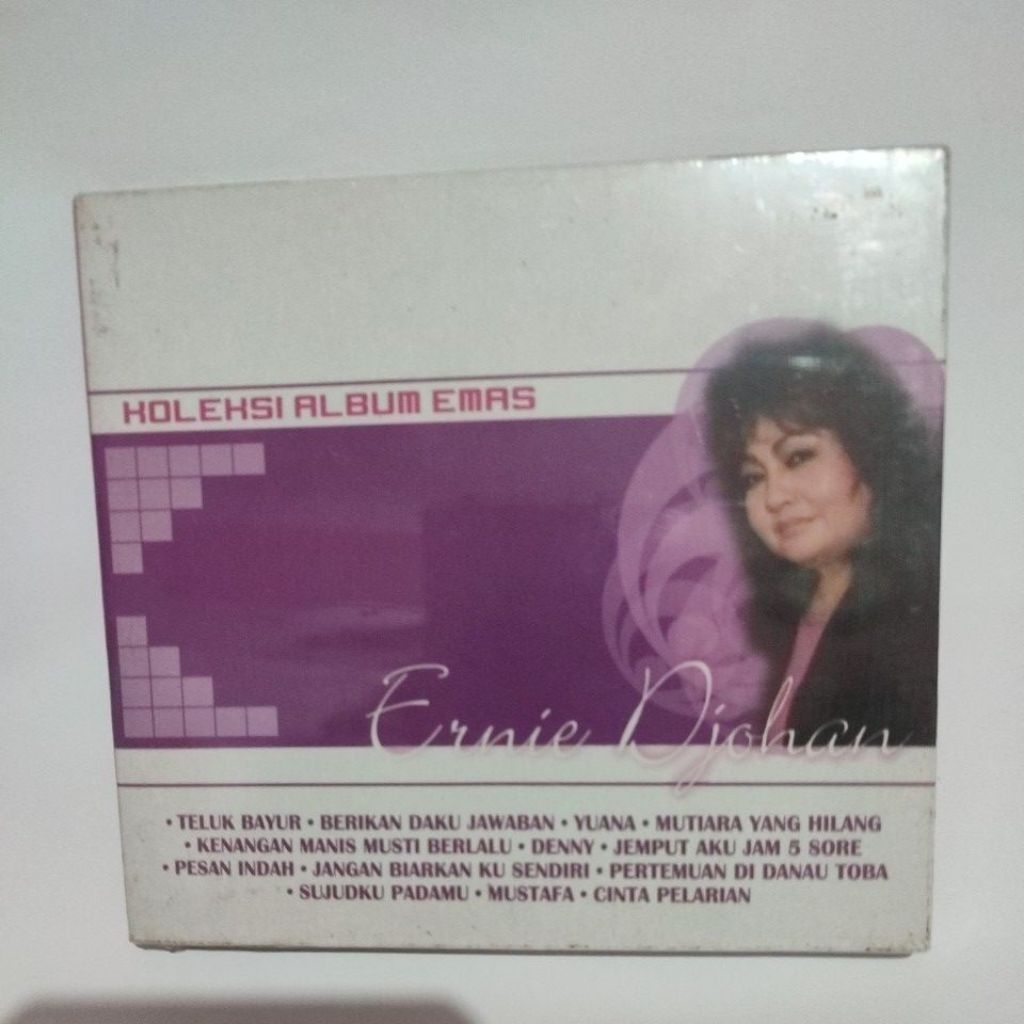 KOLEKSI ALBUM EMAS
Ernie Djohan
• TELUK BAYUR • BERIKAN DAKU JAWABAN • YUANA • MUTIARA YANG HILANG
• KENANGAN MANIS MUSTI BERLALU • DENNY • JEMPUT AKU JAM 5 SORE
• PESAN INDAH • JANGAN BIARKAN KU SENDIRI • PERTEMUAN DI DANAU TOBA
• SUJUDKU PADAMU • MUSTAFA • CINTA PELARIAN